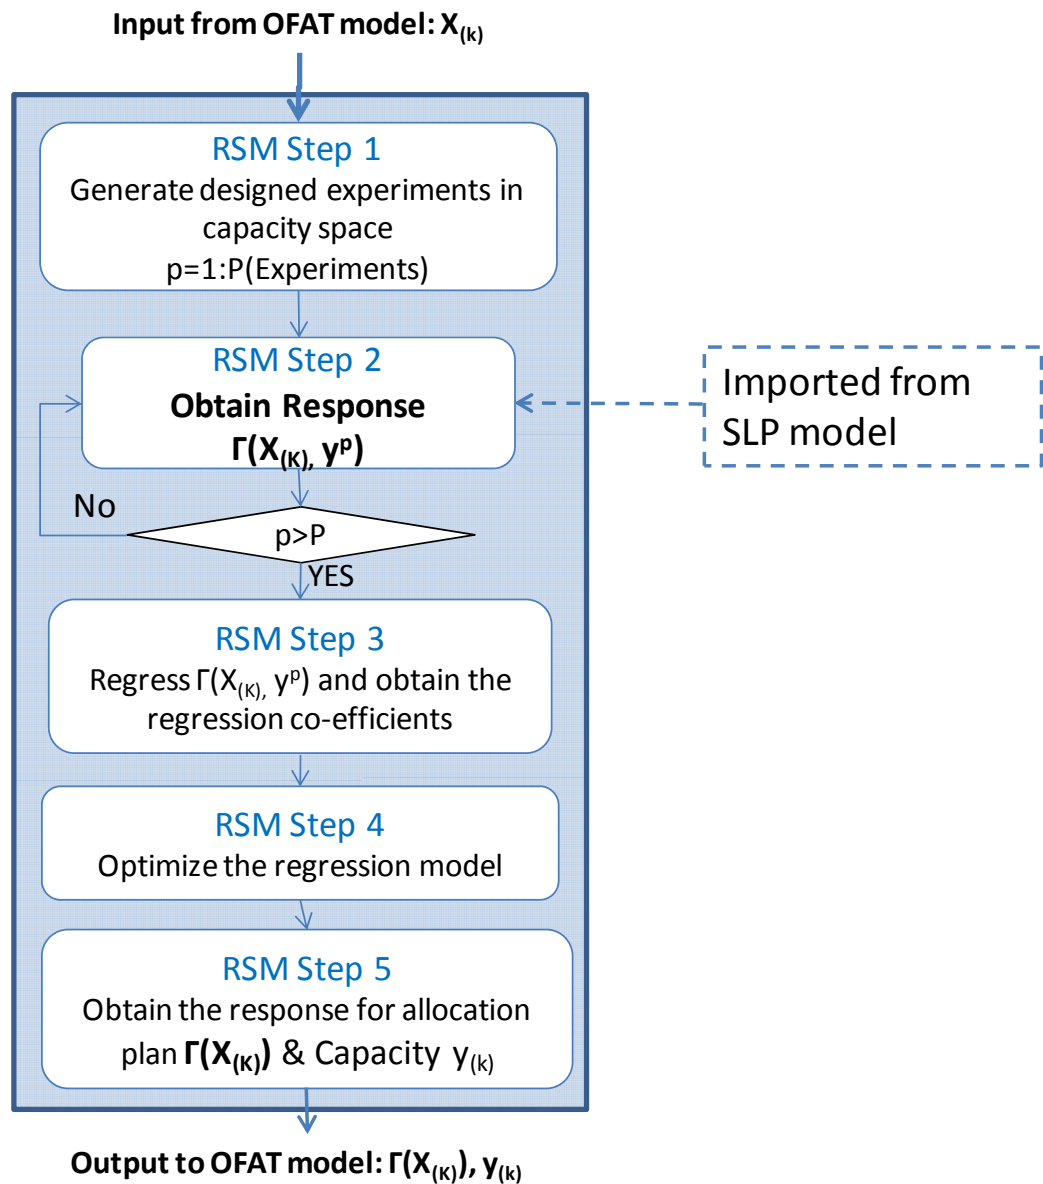 Input from OFAT model: X(k)
RSM Step 1
Generate designed experiments in
capacity space
p=1:P(Experiments)
RSM Step 2
Obtain Response
Γ(X(K), yᵖ)
Imported from
SLP model
No
p>P
YES
RSM Step 3
Regress Γ(X(K), yᵖ) and obtain the
regression co-efficients
RSM Step 4
Optimize the regression model
RSM Step 5
Obtain the response for allocation
plan Γ(X(K)) & Capacity y(k)
Output to OFAT model: Γ(X(K)), y(k)